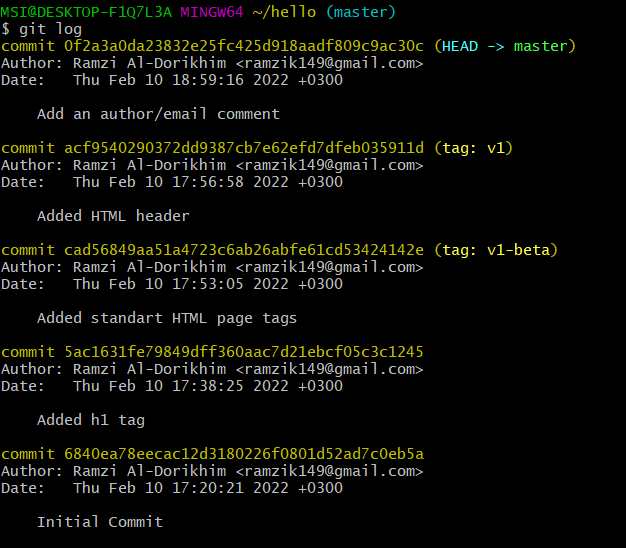 MSI@DESKTOP-F1Q7L3A MINGW64 ~/hello (master)
$ git log
commit 0f2a3a0da23832e25fc425d918aadf809c9ac30c (HEAD -> master)
Author: Ramzi Al-Dorikhim <ramzik149@gmail.com>
Date:   Thu Feb 10 18:59:16 2022 +0300
    Add an author/email comment
commit acf9540290372dd9387cb7e62efd7dfeb035911d (tag: v1)
Author: Ramzi Al-Dorikhim <ramzik149@gmail.com>
Date:   Thu Feb 10 17:56:58 2022 +0300
    Added HTML header
commit cad56849aa51a4723c6ab26abfe61cd53424142e (tag: v1-beta)
Author: Ramzi Al-Dorikhim <ramzik149@gmail.com>
Date:   Thu Feb 10 17:53:05 2022 +0300
    Added standart HTML page tags
commit 5ac1631fe79849dff360aac7d21ebcf05c3c1245
Author: Ramzi Al-Dorikhim <ramzik149@gmail.com>
Date:   Thu Feb 10 17:38:25 2022 +0300
    Added h1 tag
commit 6840ea78eecac12d3180226f0801d52ad7c0eb5a
Author: Ramzi Al-Dorikhim <ramzik149@gmail.com>
Date:   Thu Feb 10 17:20:21 2022 +0300
    Initial Commit